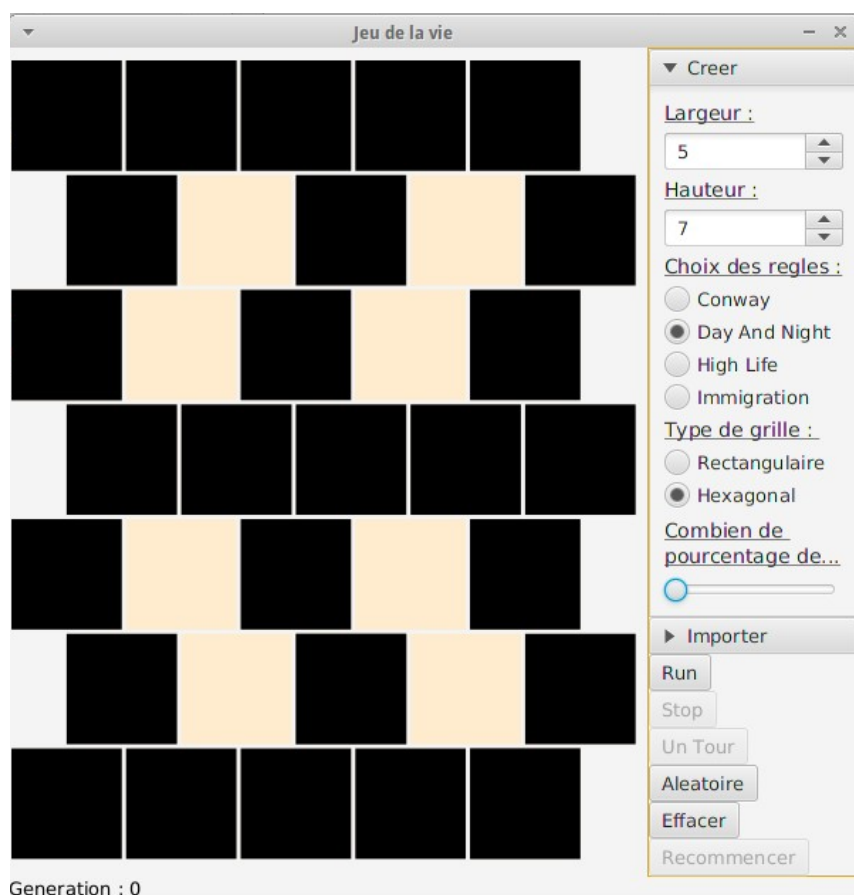 Jeu de la vie
Creer
Largeur :
5
Hauteur :
7
Choix des regles :
Conway
Day And Night
High Life
Immigration
Type de grille :
Rectangulaire
Hexagonal
Combien de
pourcentage de...
Importer
Run
Stop
Un Tour
Aleatoire
Effacer
Recommencer
Generation : 0